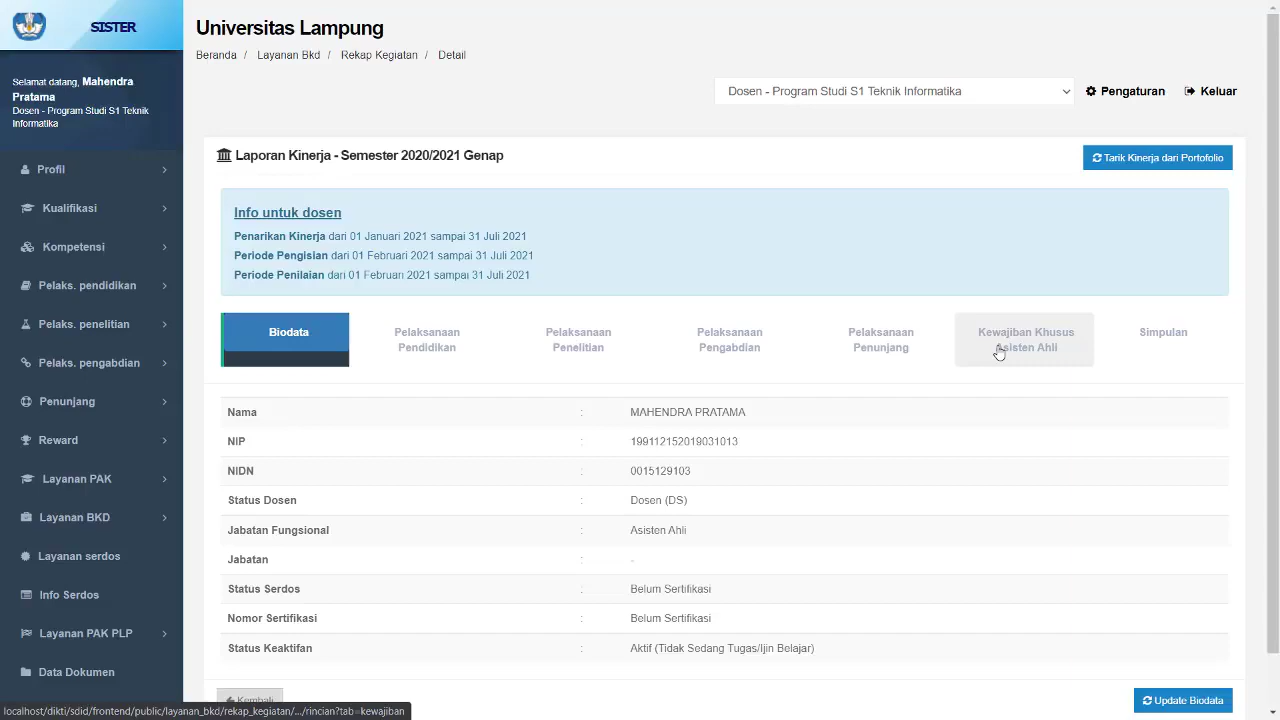 SISTER
Universitas Lampung
Beranda / Layanan Bkd / Rekap Kegiatan / Detail
Selamat datang, Mahendra
Pratama
Dosen - Program Studi S1 Teknik
Informatika
Dosen - Program Studi S1 Teknik Informatika
Pengaturan
Keluar
Profil
Kualifikasi
Kompetensi
Pelaks. pendidikan
Pelaks. penelitian
Pelaks. pengabdian
Penunjang
Reward
Layanan PAK
Layanan BKD
Layanan serdos
Info Serdos
Layanan PAK PLP
Data Dokumen
Laporan Kinerja - Semester 2020/2021 Genap
Tarik Kinerja dari Portofolio
Info untuk dosen
Penarikan Kinerja dari 01 Januari 2021 sampai 31 Juli 2021
Periode Pengisian dari 01 Februari 2021 sampai 31 Juli 2021
Periode Penilaian dari 01 Februari 2021 sampai 31 Juli 2021
Biodata
Pelaksanaan
Pendidikan
Pelaksanaan
Penelitian
Pelaksanaan
Pengabdian
Pelaksanaan
Penunjang
Kewajiban Khusus
Asisten Ahli
Simpulan
Nama : MAHENDRA PRATAMA
NIP : 199112152019031013
NIDN : 0015129103
Status Dosen : Dosen (DS)
Jabatan Fungsional : Asisten Ahli
Jabatan : -
Status Serdos : Belum Sertifikasi
Nomor Sertifikasi : Belum Sertifikasi
Status Keaktifan : Aktif (Tidak Sedang Tugas/Ijin Belajar)
Kembali
Update Biodata
localhost/dikti/sdid/frontend/public/layanan_bkd/rekap_kegiatan/.../rincian?tab=kewajiban